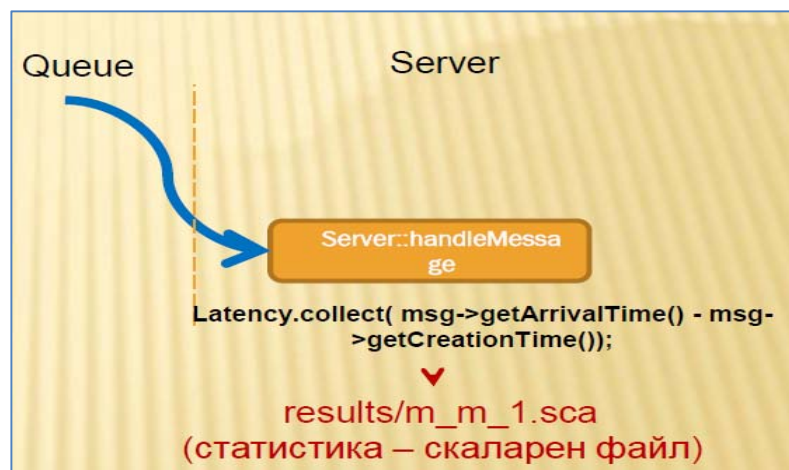 Queue
Server
Server::handleMessa
ge
Latency.collect( msg->getArrivalTime() - msg-
>getCreationTime());
results/m_m_1.sca
(статистика – скаларен файл)